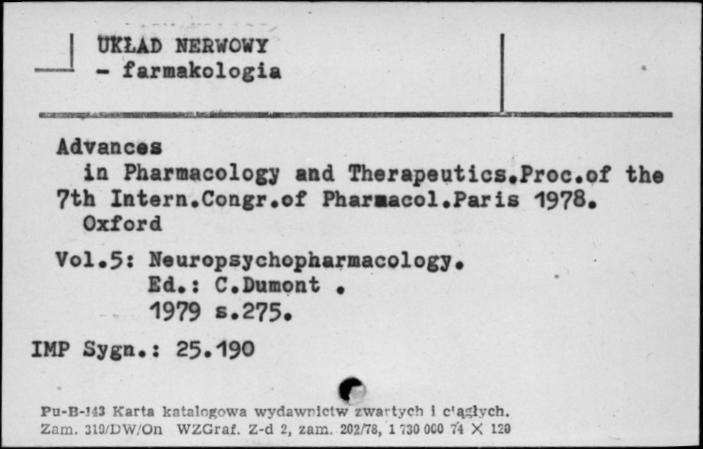 UKŁAD NERWOWY
- farmakologia
Advances
in Pharmacology and Therapeutics.Proc.of the
7th Intern.Congr.of Pharmacol.Paris 1978.
Oxford
Vol.5: Neuropsychopharmacology.
Ed.: C.Dumont .
1979 s.275.
IMP Sygn.: 25.190
Pu-B-143 Karta katalogowa wydawnictw zwartych i ciągłych.
Zam. 319/DW/On WZGraf. Z-d 2, zam. 202/78, 1 730 000 74 X 120